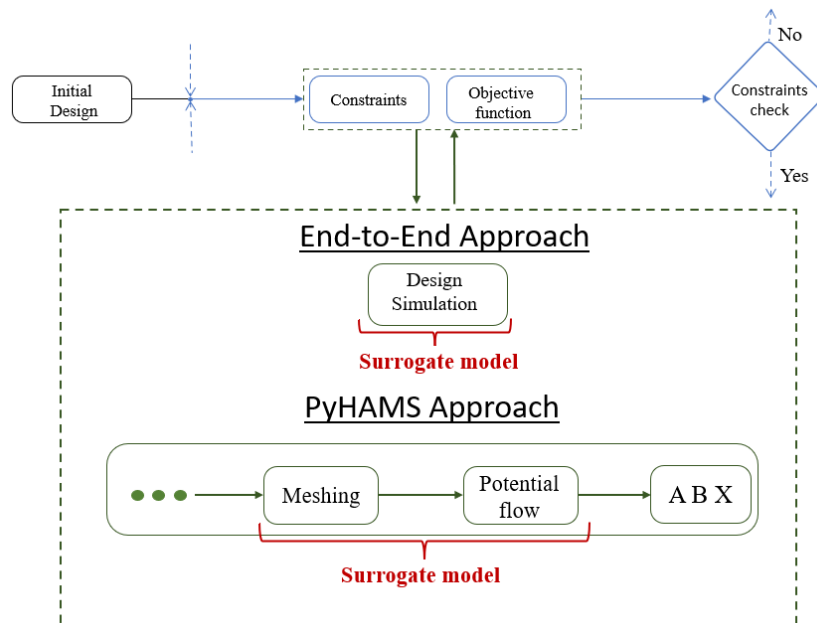 No
Initial
Design
Constraints
Objective
function
Constraints
check
Yes
End-to-End Approach
Design
Simulation
Surrogate model
PyHAMS Approach
Meshing
Potential
flow
A B X
Surrogate model